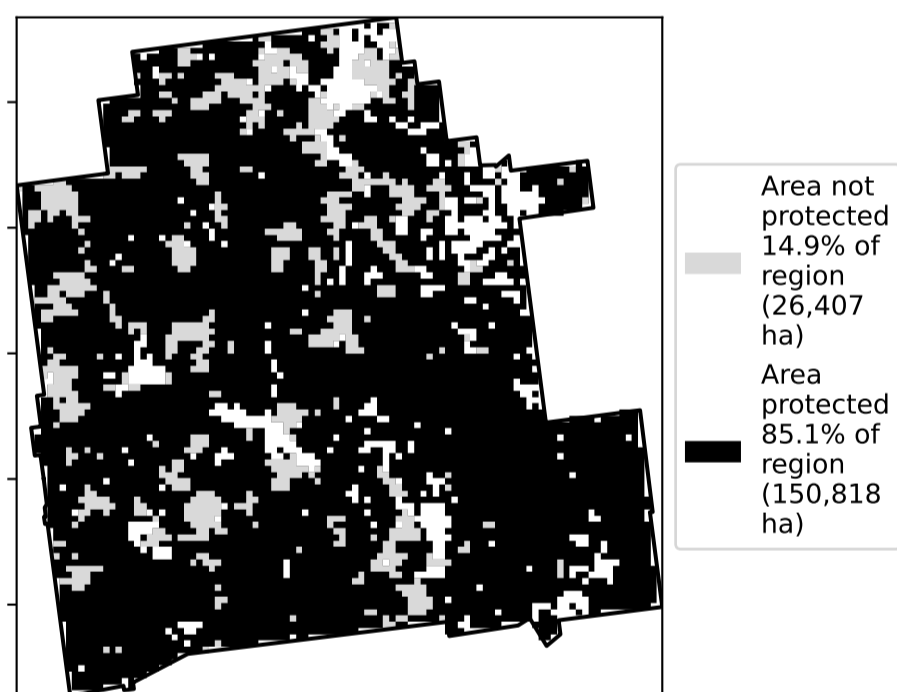 Area not
protected
14.9% of
region
(26,407
ha)
Area
protected
85.1% of
region
(150,818
ha)